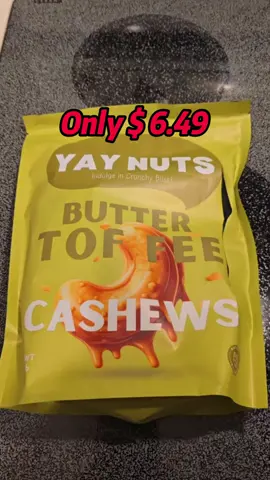 Only $ 6.49
YAY NUTS
Indulge in Crunchy Bliss!
BUTTER
TOFFEE
CASHEWS